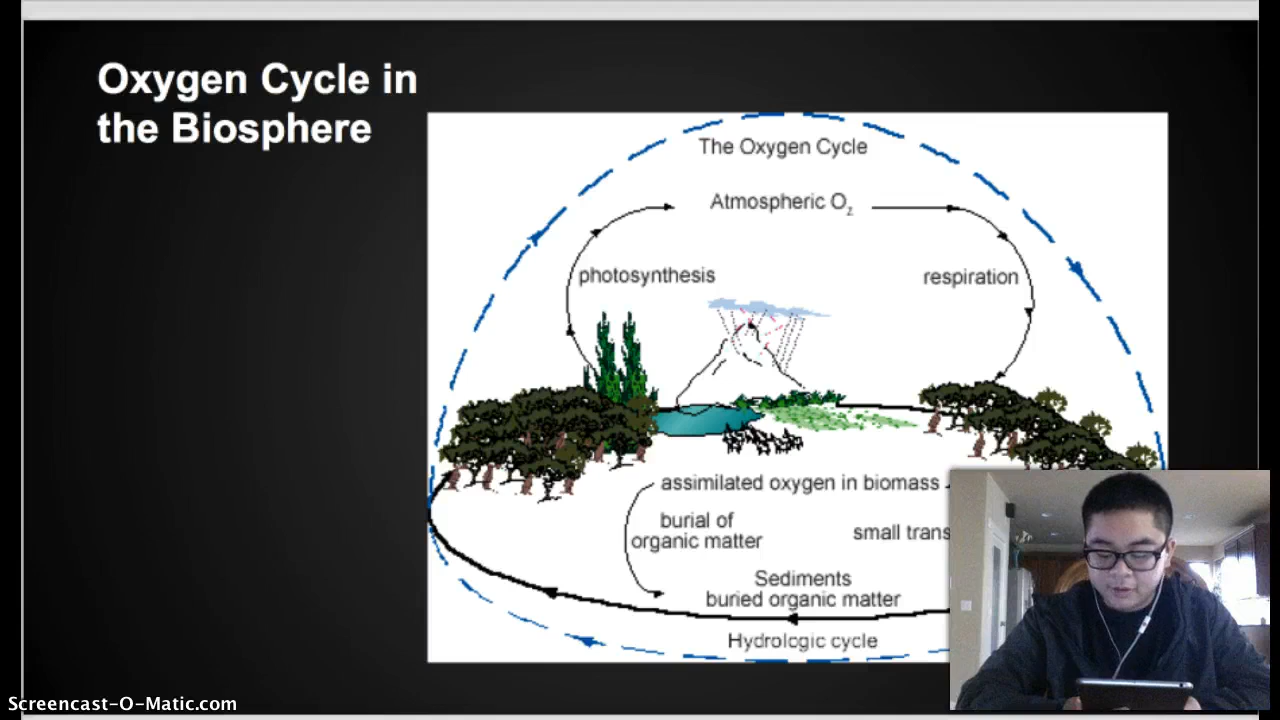 Oxygen Cycle in
the Biosphere
The Oxygen Cycle
Atmospheric O₂
photosynthesis
respiration
assimilated oxygen in biomass
burial of
organic matter
small trans
Sediments
buried organic matter
Hydrologic cycle
Screencast-O-Matic.com